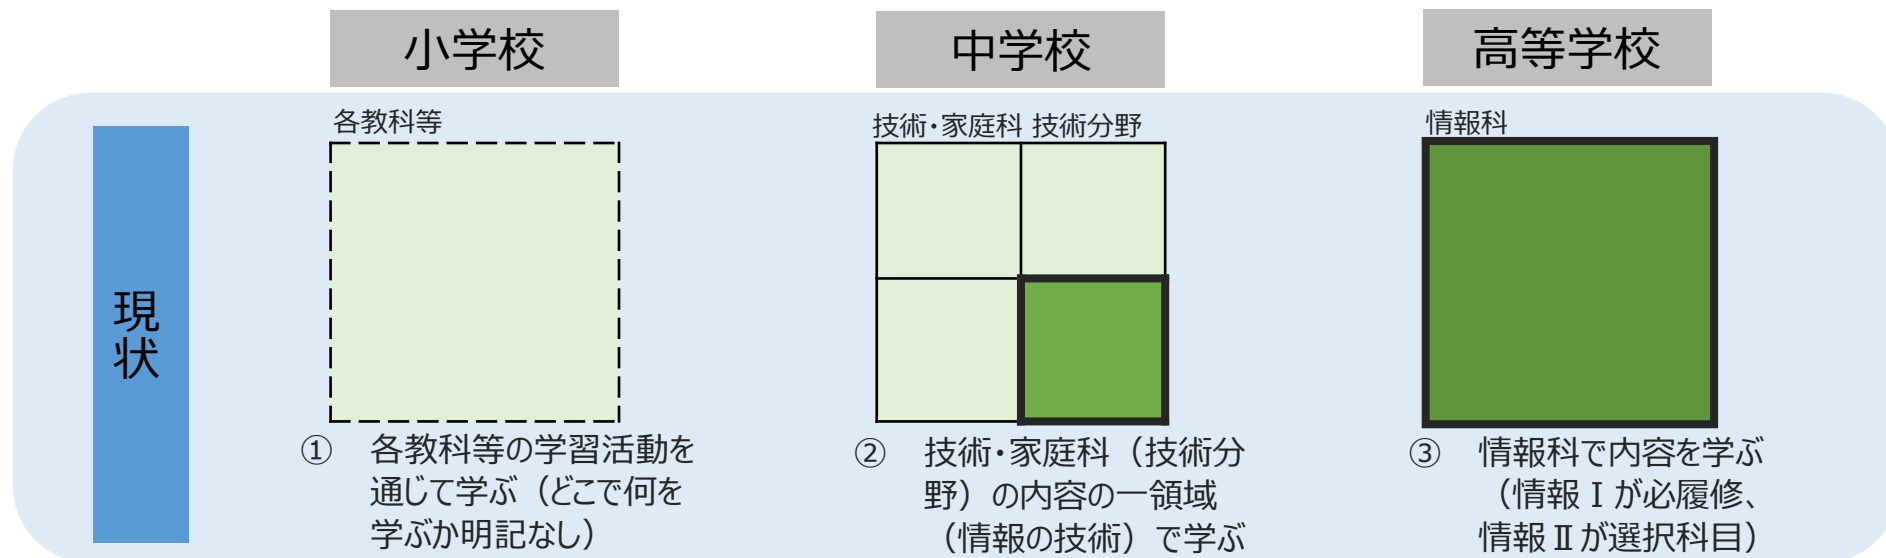 小学校
中学校
高等学校
現状
各教科等
① 各教科等の学習活動を
通じて学ぶ（どこで何を
学ぶか明記なし）
技術・家庭科 技術分野
② 技術・家庭科（技術分
野）の内容の一領域
（情報の技術）で学ぶ
情報科
③ 情報科で内容を学ぶ
（情報Ⅰが必履修、
情報Ⅱが選択科目）